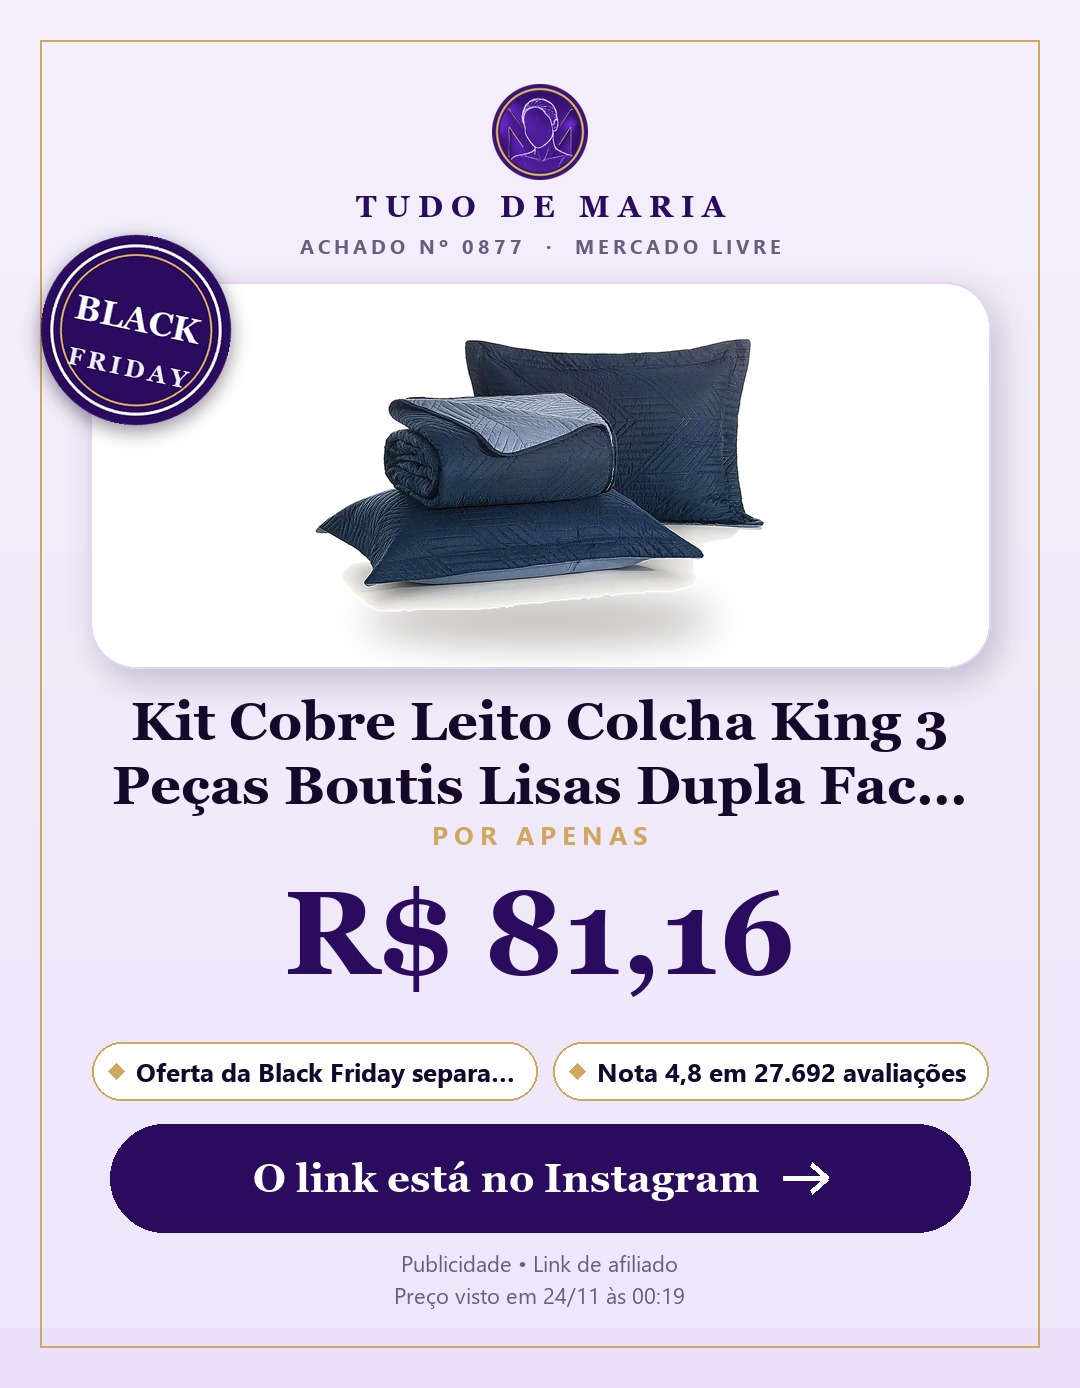 TUDO DE MARIA
ACHADO Nº 0877 · MERCADO LIVRE
BLACK
FRIDAY
Kit Cobre Leito Colcha King 3
Peças Boutis Lisas Dupla Fac...
POR APENAS
R$ 81,16
Oferta da Black Friday separa...
Nota 4,8 em 27.692 avaliações
O link está no Instagram →
Publicidade • Link de afiliado
Preço visto em 24/11 às 00:19